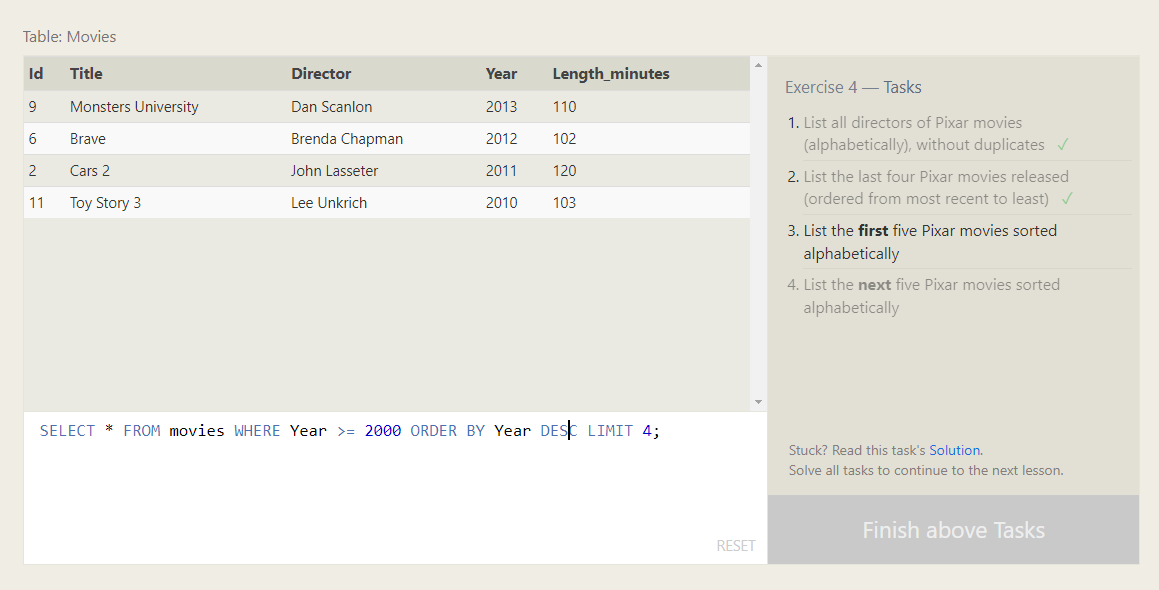 Table: Movies
Id Title Director Year Length_minutes
9 Monsters University Dan Scanlon 2013 110
6 Brave Brenda Chapman 2012 102
2 Cars 2 John Lasseter 2011 120
11 Toy Story 3 Lee Unkrich 2010 103
SELECT * FROM movies WHERE Year >= 2000 ORDER BY Year DESC LIMIT 4;
RESET
Exercise 4 — Tasks
1. List all directors of Pixar movies
(alphabetically), without duplicates ✓
2. List the last four Pixar movies released
(ordered from most recent to least) ✓
3. List the first five Pixar movies sorted
alphabetically
4. List the next five Pixar movies sorted
alphabetically
Stuck? Read this task's Solution.
Solve all tasks to continue to the next lesson.
Finish above Tasks